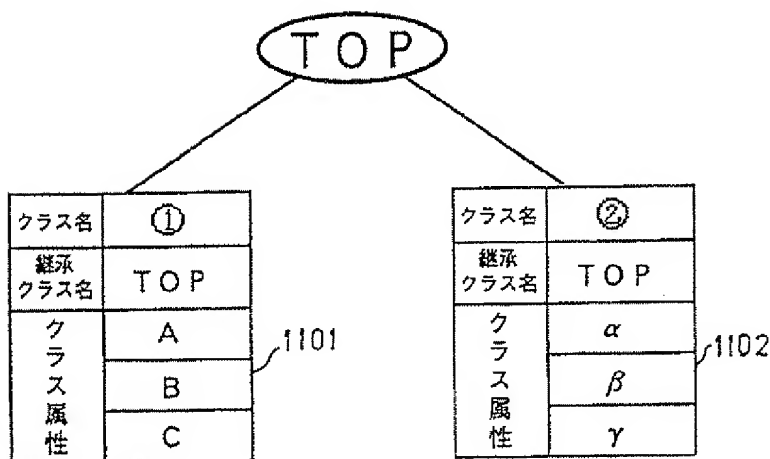 TOP
クラス名 ①
継承
クラス名 TOP
クラス属性
A
B
C
1101
クラス名 ②
継承
クラス名 TOP
クラス属性
α
β
γ
1102